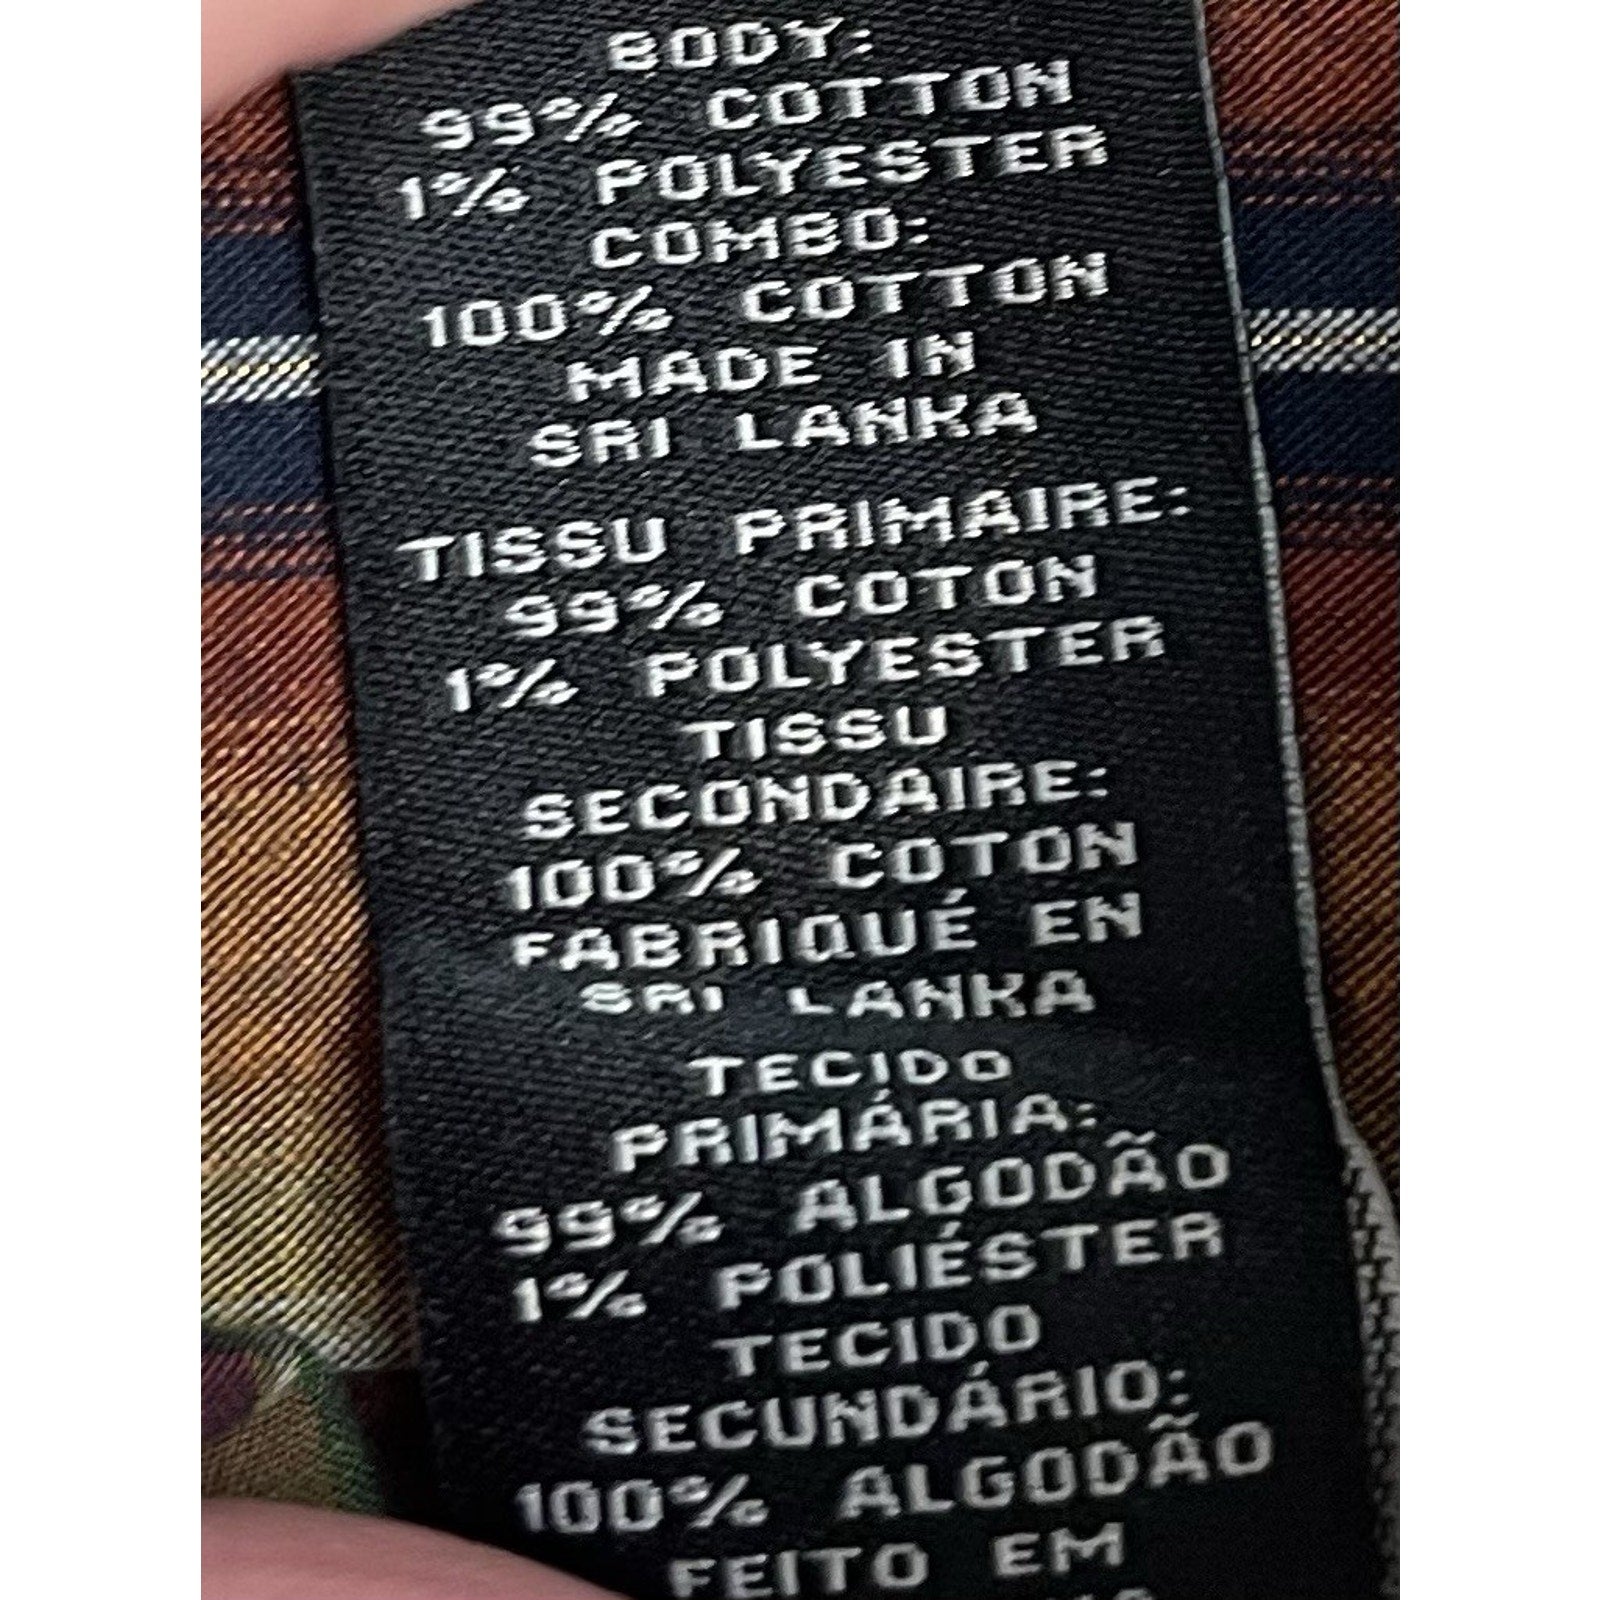 BODY:
99% COTTON
1% POLYESTER
COMBO:
100% COTTON
MADE IN
SRI LANKA
TISSU PRIMAIRE:
99% COTON
1% POLYESTER
TISSU
SECONDAIRE:
100% COTON
FABRIQUÉ EN
SRI LANKA
TECIDO
PRIMÁRIA:
99% ALGODÃO
1% POLIÉSTER
TECIDO
SECUNDÁRIO:
100% ALGODÃO
FEITO EM